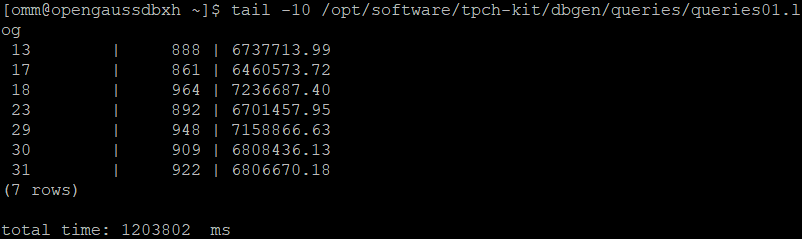 [omm@opengaussdbxh ~]$ tail -10 /opt/software/tpch-kit/dbgen/queries/queries01.l
og
 13         |      888 | 6737713.99
 17         |      861 | 6460573.72
 18         |      964 | 7236687.40
 23         |      892 | 6701457.95
 29         |      948 | 7158866.63
 30         |      909 | 6808436.13
 31         |      922 | 6806670.18
(7 rows)

total time: 1203802  ms